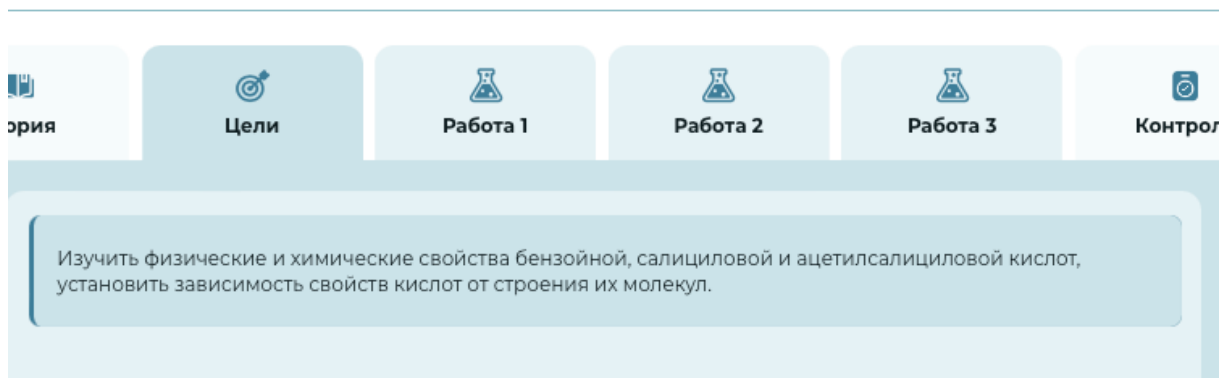 ория
Цели
Работа 1
Работа 2
Работа 3
Контрол
Изучить физические и химические свойства бензойной, салициловой и ацетилсалициловой кислот,
установить зависимость свойств кислот от строения их молекул.